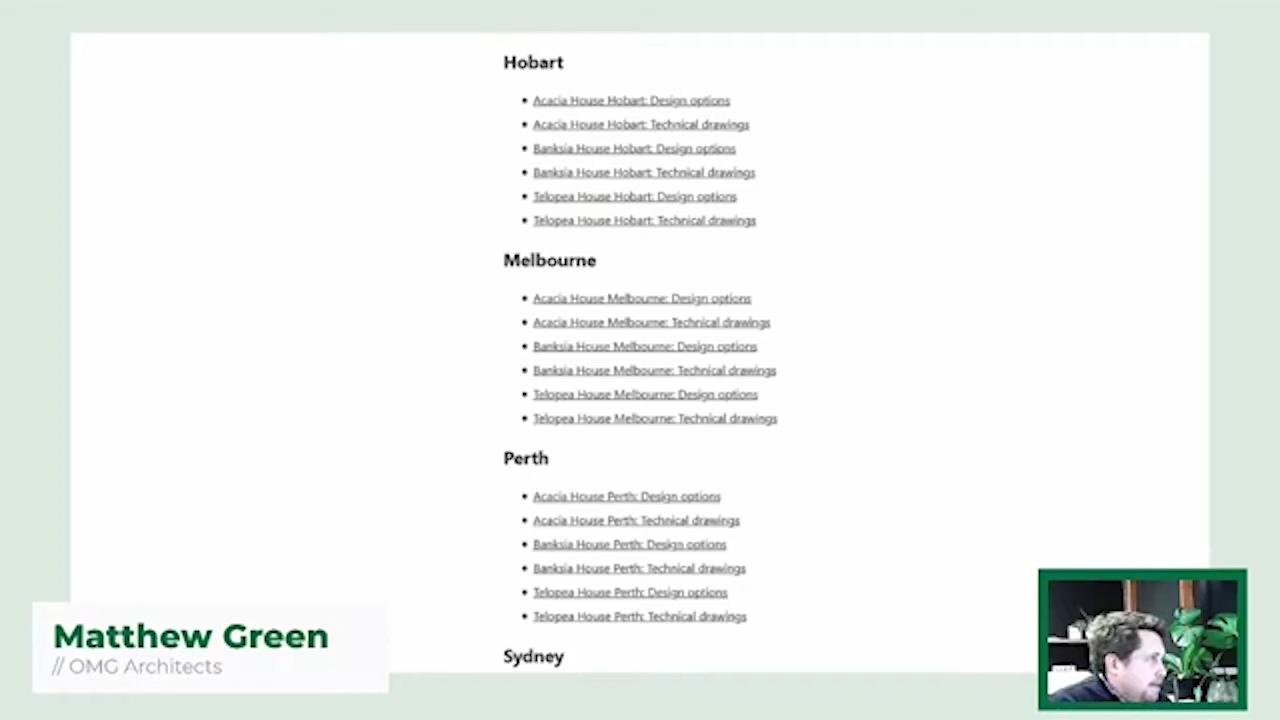 Hobart
Acacia House Hobart: Design options
Acacia House Hobart: Technical drawings
Banksia House Hobart: Design options
Banksia House Hobart: Technical drawings
Telopea House Hobart: Design options
Telopea House Hobart: Technical drawings
Melbourne
Acacia House Melbourne: Design options
Acacia House Melbourne: Technical drawings
Banksia House Melbourne: Design options
Banksia House Melbourne: Technical drawings
Telopea House Melbourne: Design options
Telopea House Melbourne: Technical drawings
Perth
Acacia House Perth: Design options
Acacia House Perth: Technical drawings
Banksia House Perth: Design options
Banksia House Perth: Technical drawings
Telopea House Perth: Design options
Telopea House Perth: Technical drawings
Sydney
Matthew Green
// OMG Architects